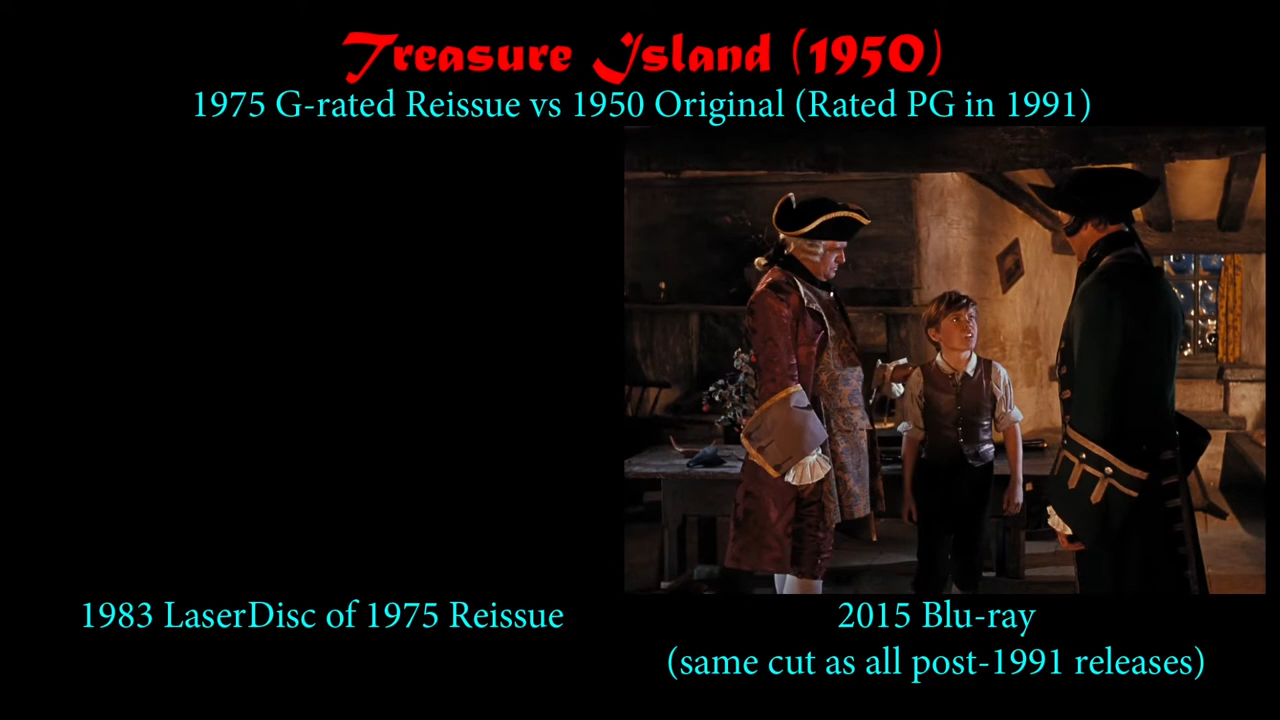 Treasure Island (1950)
1975 G-rated Reissue vs 1950 Original (Rated PG in 1991)
1983 LaserDisc of 1975 Reissue
2015 Blu-ray
(same cut as all post-1991 releases)